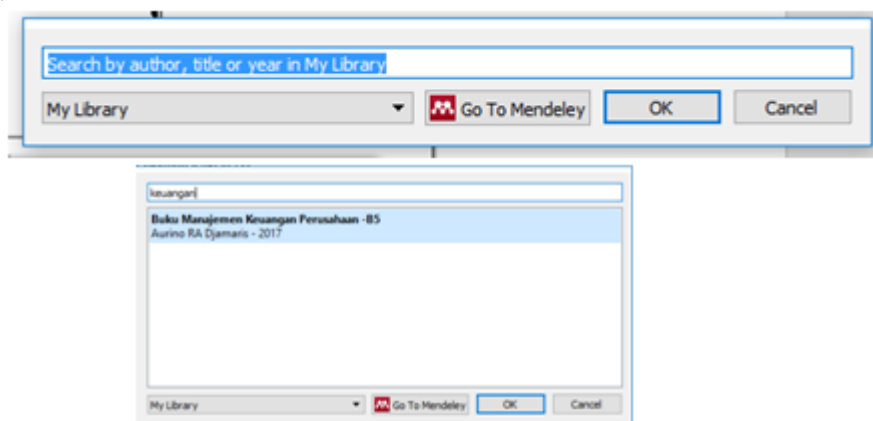 Search by author, title or year in My Library
My Library Go To Mendeley OK Cancel
keuangan
Buku Manajemen Keuangan Perusahaan -B5
Aurino RA Djamaris - 2017
My Library Go To Mendeley OK Cancel